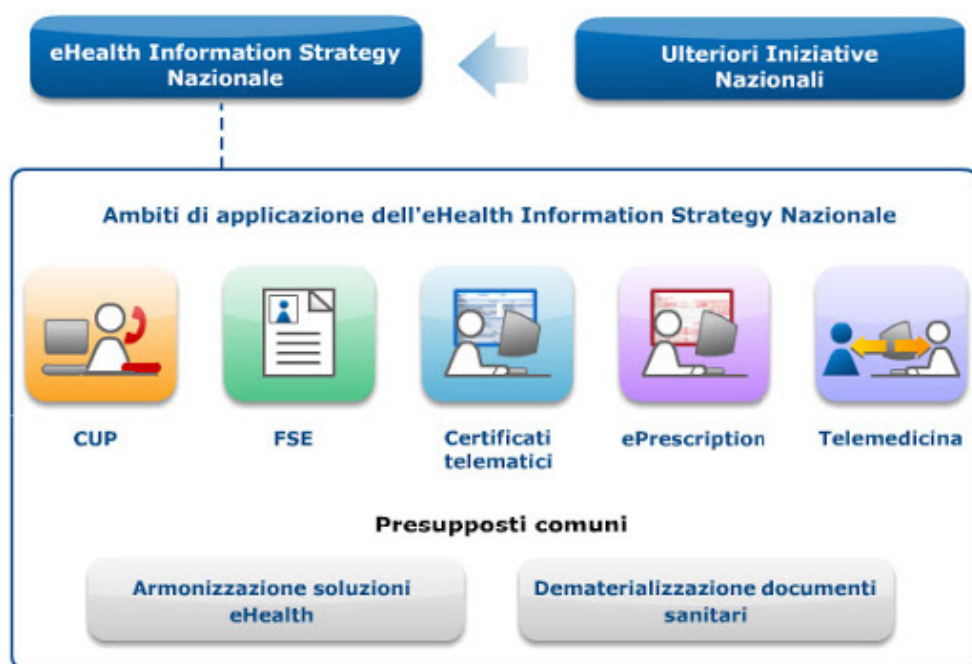 eHealth Information Strategy
Nazionale
Ulteriori Iniziative
Nazionali
Ambiti di applicazione dell'eHealth Information Strategy Nazionale
CUP
FSE
Certificati
telematici
ePrescription
Telemedicina
Presupposti comuni
Armonizzazione soluzioni
eHealth
Dematerializzazione documenti
sanitari